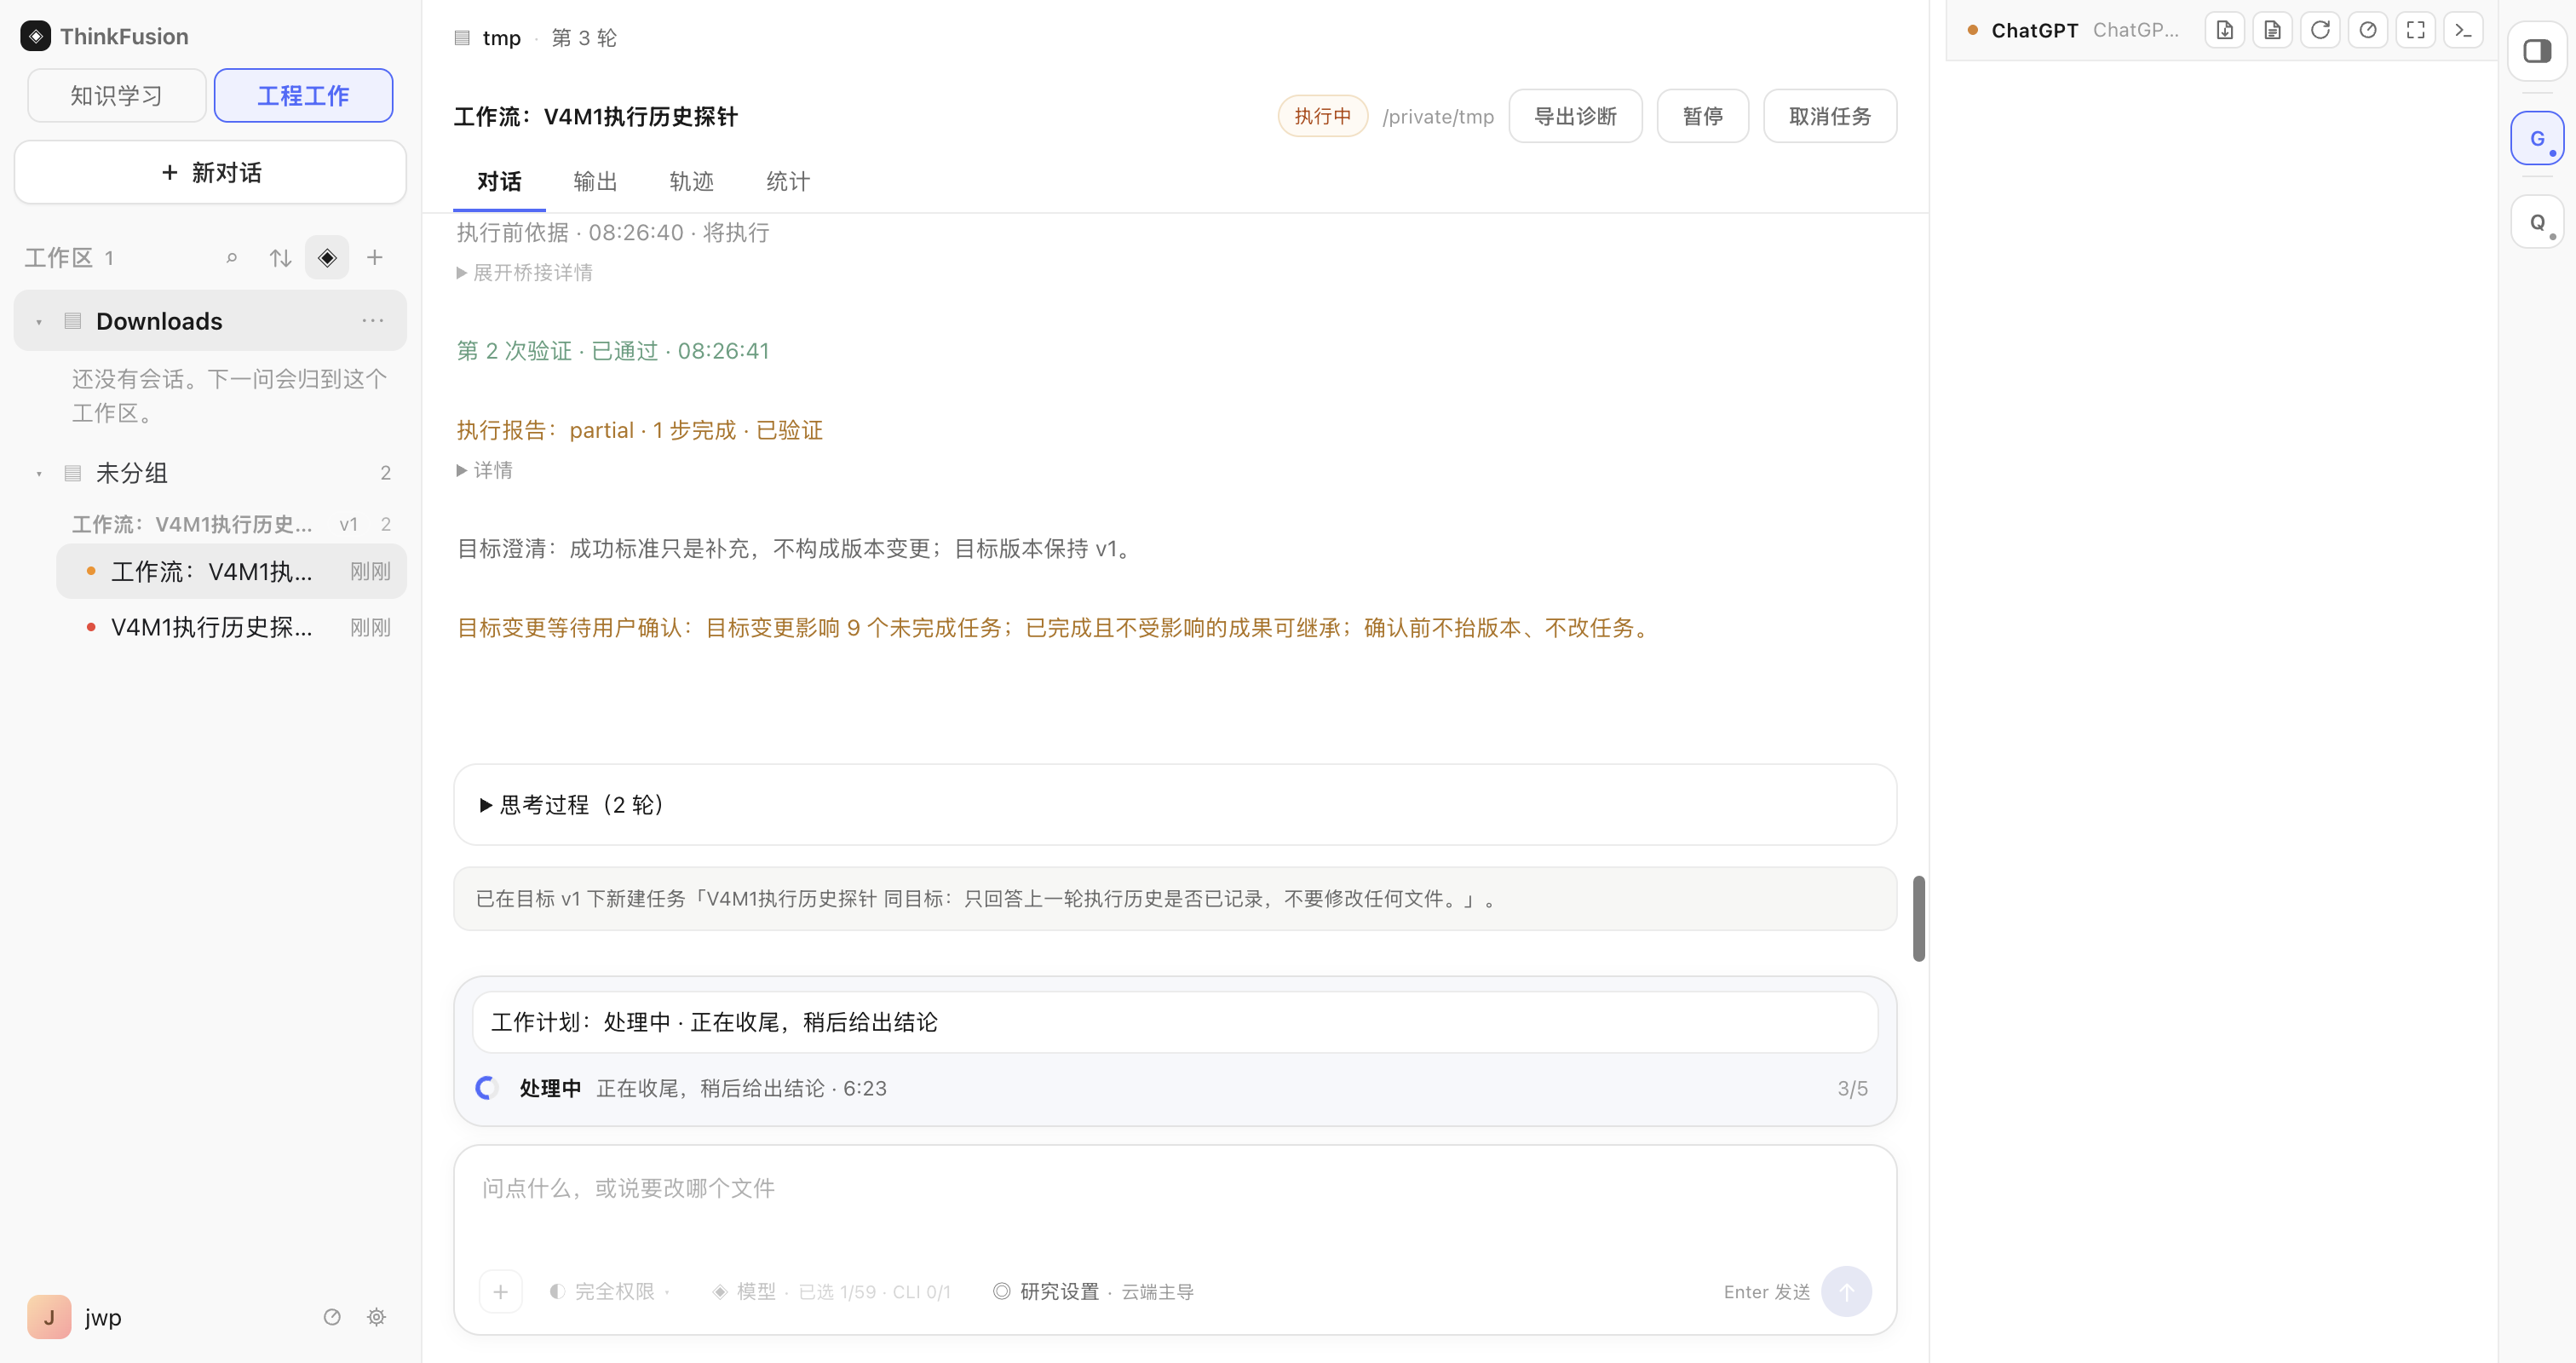 ThinkFusion
知识学习
工程工作
+ 新对话
工作区 1
Downloads
还没有会话。下一问会归到这个
工作区。
未分组 2
工作流：V4M1执行历史... v1 2
工作流：V4M1执... 刚刚
V4M1执行历史探... 刚刚
J jwp
tmp · 第 3 轮
工作流：V4M1执行历史探针
执行中 /private/tmp 导出诊断 暂停 取消任务
对话 输出 轨迹 统计
执行前依据 · 08:26:40 · 将执行
展开桥接详情
第 2 次验证 · 已通过 · 08:26:41
执行报告：partial · 1 步完成 · 已验证
详情
目标澄清：成功标准只是补充，不构成版本变更；目标版本保持 v1。
目标变更等待用户确认：目标变更影响 9 个未完成任务；已完成且不受影响的成果可继承；确认前不抬版本、不改任务。
思考过程（2 轮）
已在目标 v1 下新建任务「V4M1执行历史探针 同目标：只回答上一轮执行历史是否已记录，不要修改任何文件。」。
工作计划：处理中 · 正在收尾，稍后给出结论
处理中 正在收尾，稍后给出结论 · 6:23 3/5
问点什么，或说要改哪个文件
完全权限 · 模型 · 已选 1/59 · CLI 0/1 研究设置 · 云端主导 Enter 发送
ChatGPT ChatGP...
G
Q